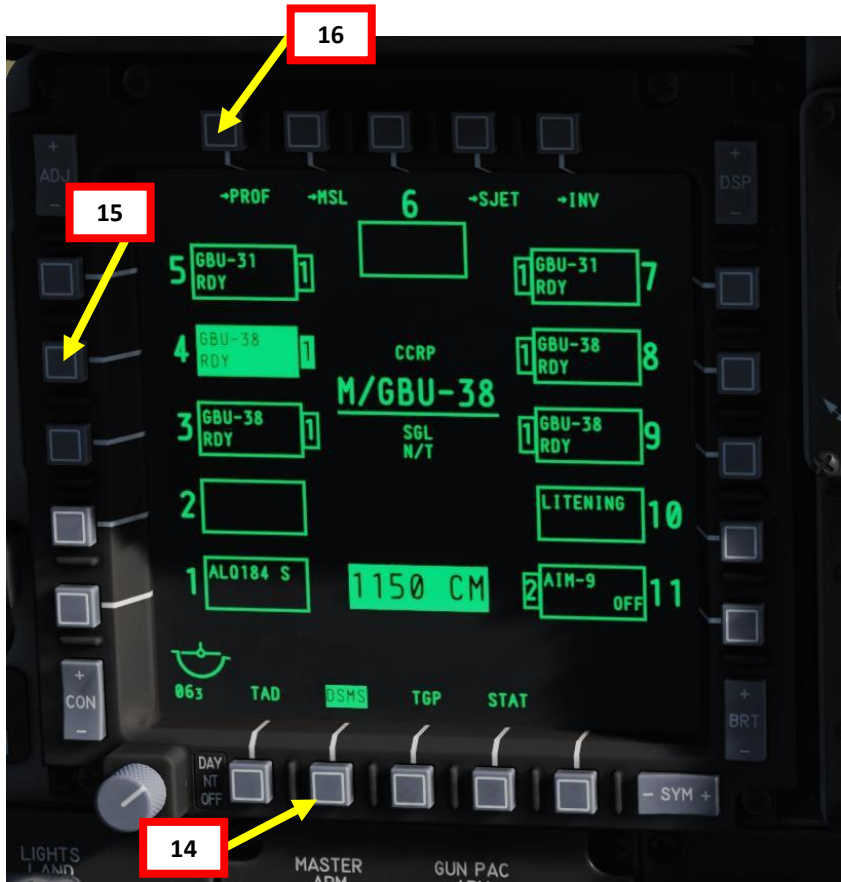 16
ADJ
DSP
→PROF →MSL →SJET →INV
6
15
5 GBU-31 1
RDY
1 GBU-31 7
RDY
4 GBU-38 1
RDY
CCRP
1 GBU-38 8
RDY
M/GBU-38
3 GBU-38 1
RDY
SGL
N/T
1 GBU-38 9
RDY
2
LITENING 10
1 ALQ184 S
1150 CM
2 AIM-9 11
OFF
063
TAD DSMS TGP STAT
CON
BRT
DAY
NT
OFF
- SYM +
14
LIGHTS
LAND
MASTER
ARM
GUN PAC